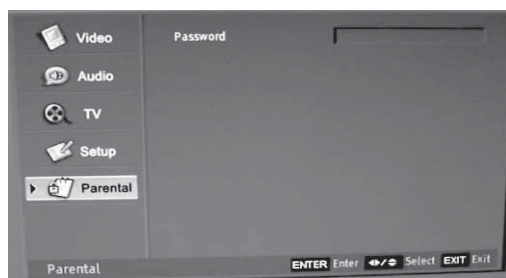 Video
Password
Audio
TV
Setup
Parental
Parental
ENTER Enter Select EXIT Exit